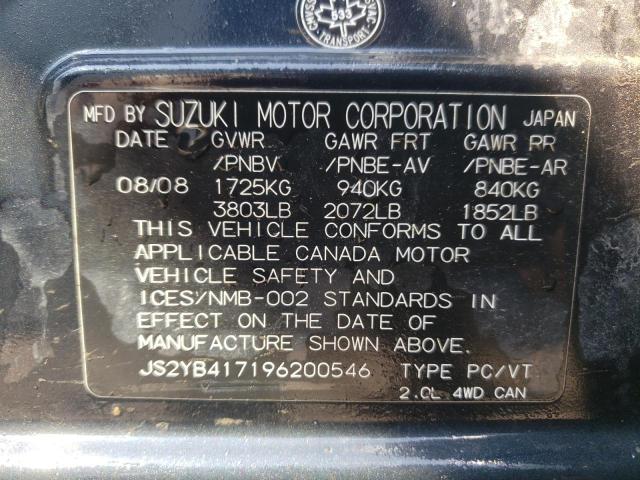 533
TRANSPORT
MFD BY SUZUKI MOTOR CORPORATION JAPAN
DATE GVWR GAWR FRT GAWR RR
/PNBV /PNBE-AV /PNBE-AR
08/08 1725KG 940KG 840KG
3803LB 2072LB 1852LB
THIS VEHICLE CONFORMS TO ALL
APPLICABLE CANADA MOTOR
VEHICLE SAFETY AND
ICES/NMB-002 STANDARDS IN
EFFECT ON THE DATE OF
MANUFACTURE SHOWN ABOVE.
JS2YB417196200546 TYPE PC/VT
2.0L 4WD CAN